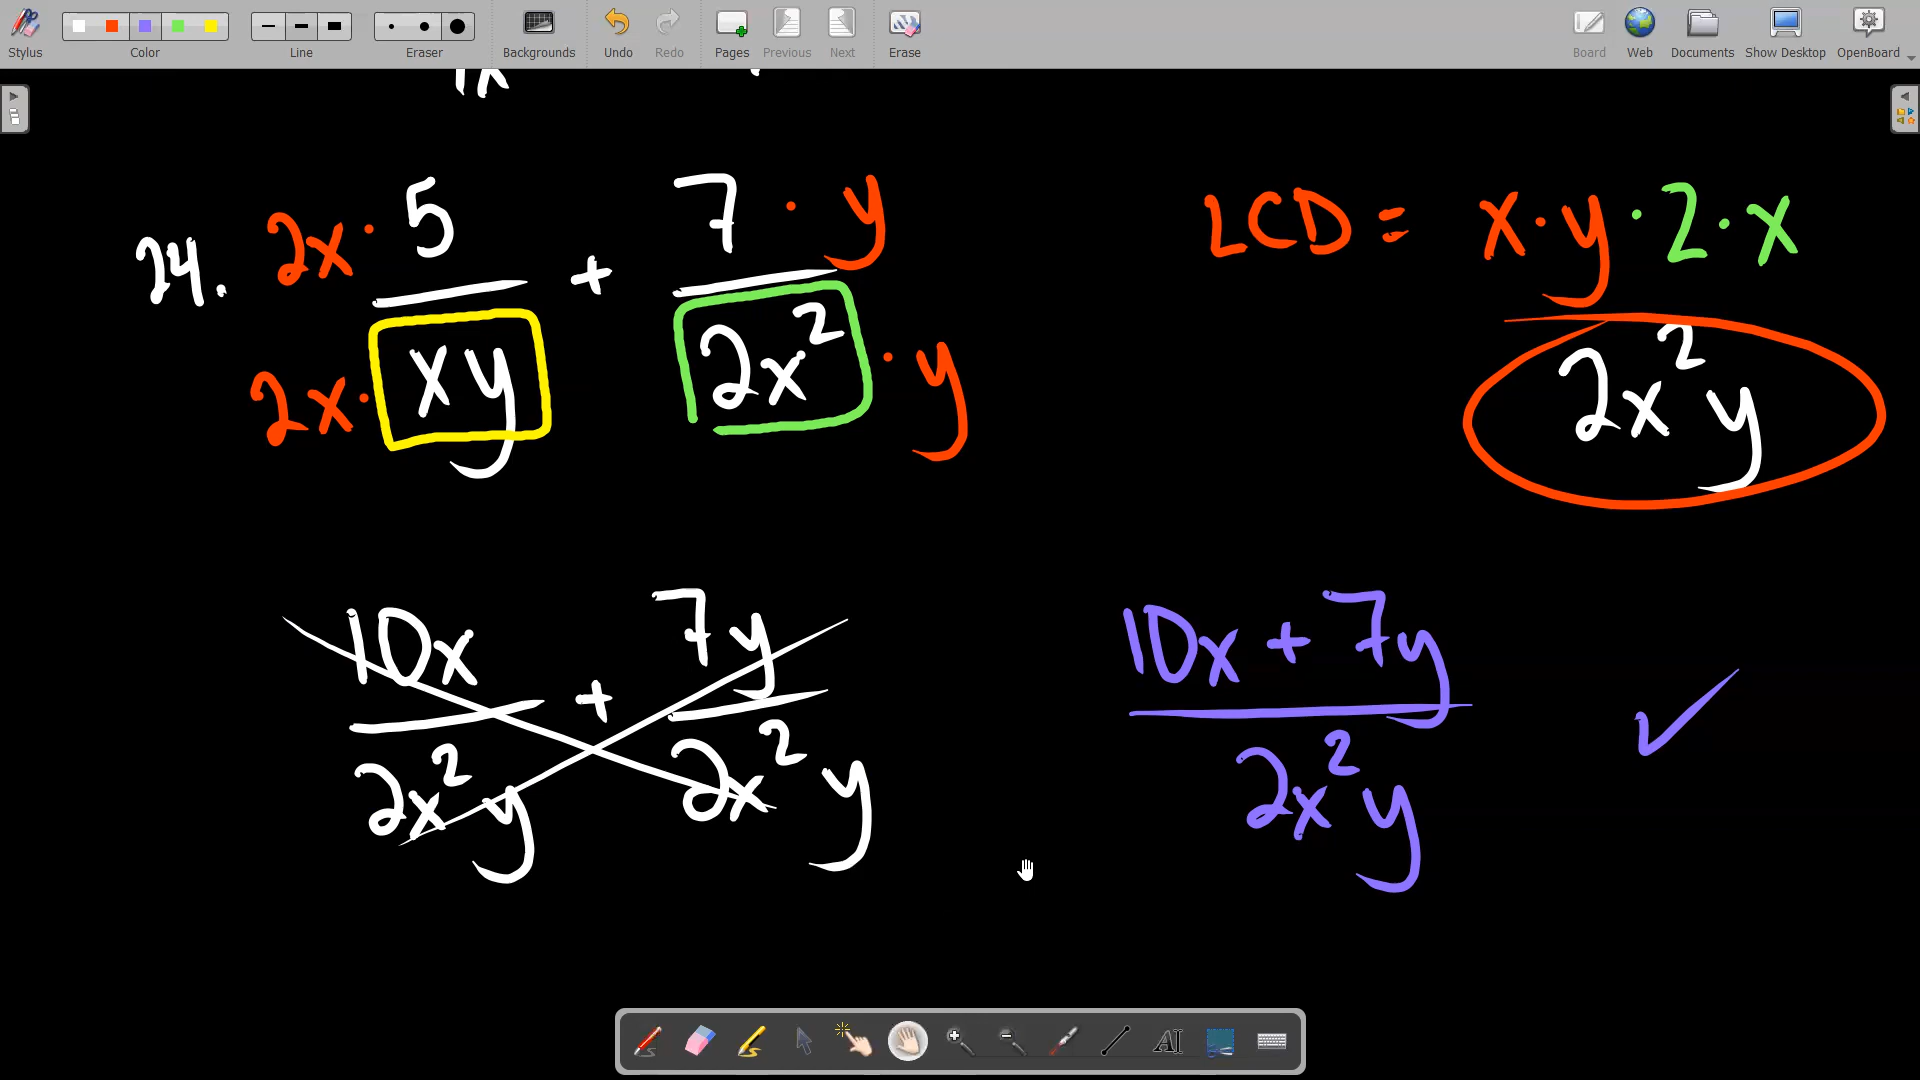 Stylus Color Line Eraser Backgrounds Undo Redo Pages Previous Next Erase Board Web Documents Show Desktop OpenBoard
24. 2x · 5 / 2x · xy + 7 · y / 2x² · y
LCD = x · y · 2 · x
2x²y
10x / 2x²y + 7y / 2x²y
10x + 7y / 2x²y ✓